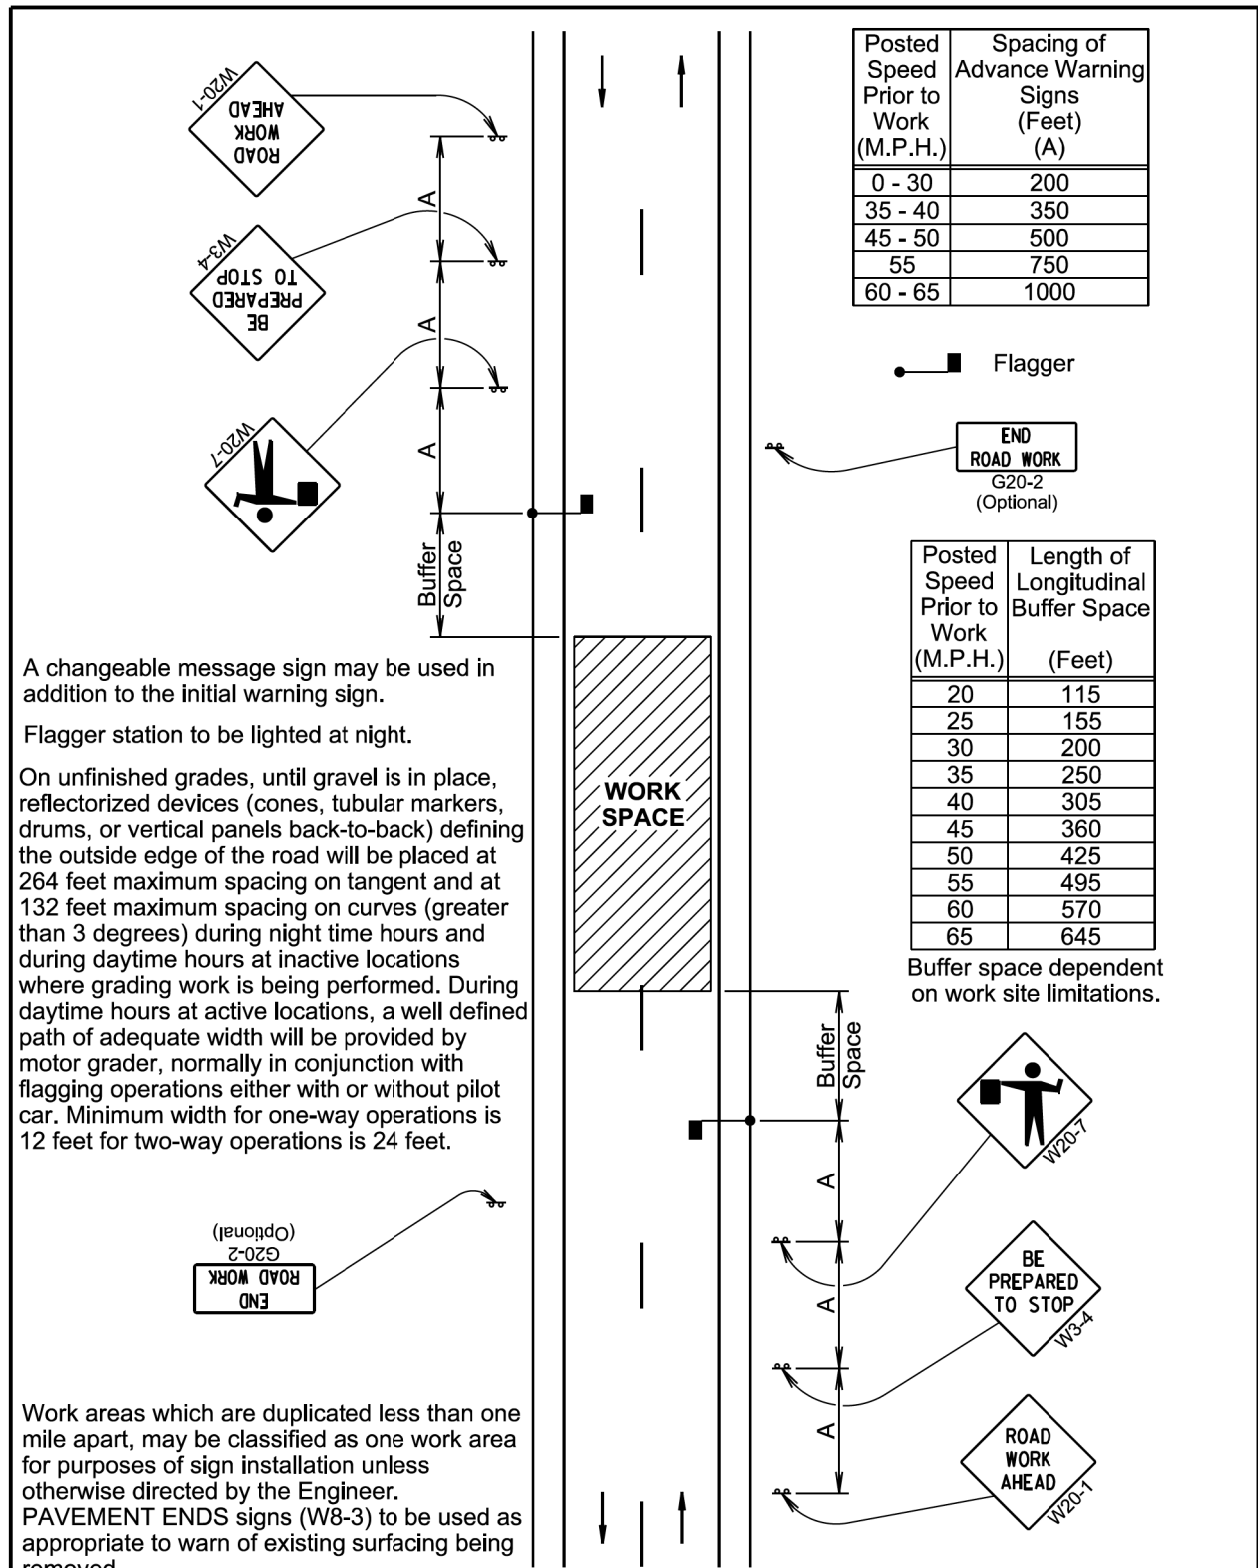 W20-1
ROAD
WORK
AHEAD
A
W3-4
BE
PREPARED
TO STOP
A
W20-7
A
Buffer
Space
Posted Speed Prior to Work (M.P.H.) Spacing of Advance Warning Signs (Feet) (A)
0 - 30 200
35 - 40 350
45 - 50 500
55 750
60 - 65 1000
Flagger
END
ROAD WORK
G20-2
(Optional)
Posted Speed Prior to Work (M.P.H.) Length of Longitudinal Buffer Space (Feet)
20 115
25 155
30 200
35 250
40 305
45 360
50 425
55 495
60 570
65 645
Buffer space dependent
on work site limitations.
A changeable message sign may be used in
addition to the initial warning sign.
Flagger station to be lighted at night.
On unfinished grades, until gravel is in place,
reflectorized devices (cones, tubular markers,
drums, or vertical panels back-to-back) defining
the outside edge of the road will be placed at
264 feet maximum spacing on tangent and at
132 feet maximum spacing on curves (greater
than 3 degrees) during night time hours and
during daytime hours at inactive locations
where grading work is being performed. During
daytime hours at active locations, a well defined
path of adequate width will be provided by
motor grader, normally in conjunction with
flagging operations either with or without pilot
car. Minimum width for one-way operations is
12 feet for two-way operations is 24 feet.
WORK
SPACE
Buffer
Space
W20-7
A
BE
PREPARED
TO STOP
W3-4
A
ROAD
WORK
AHEAD
W20-1
A
END
ROAD WORK
G20-2
(Optional)
Work areas which are duplicated less than one
mile apart, may be classified as one work area
for purposes of sign installation unless
otherwise directed by the Engineer.
PAVEMENT ENDS signs (W8-3) to be used as
appropriate to warn of existing surfacing being
removed